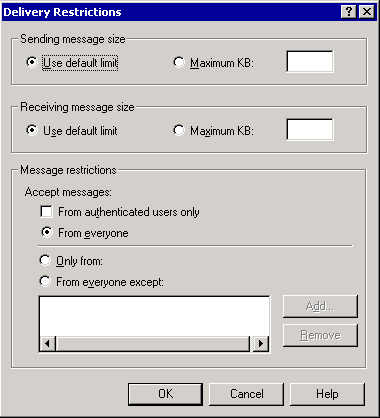 Delivery Restrictions
Sending message size
Use default limit
Maximum KB:
Receiving message size
Use default limit
Maximum KB:
Message restrictions
Accept messages:
From authenticated users only
From everyone
Only from:
From everyone except:
Add...
Remove
OK
Cancel
Help